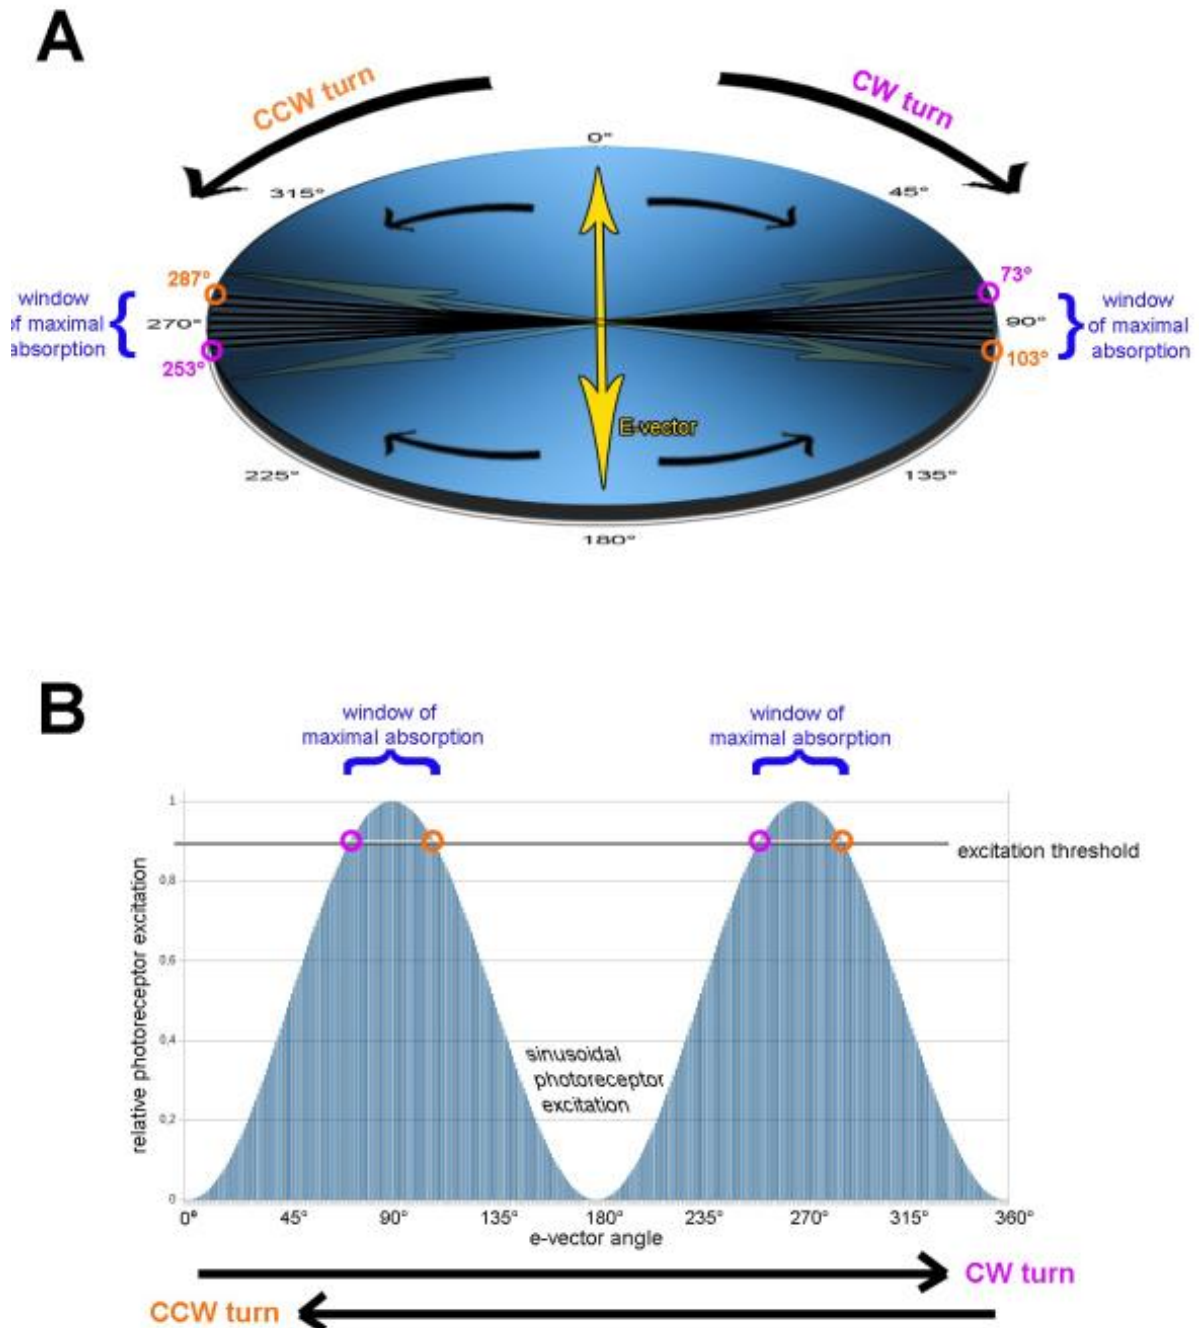 A
CCW turn
CW turn
0°
315°
45°
287°
73°
window
of maximal
absorption
270°
90°
window
of maximal
absorption
253°
103°
E-vector
225°
135°
180°
B
window of
maximal absorption
window of
maximal absorption
1
excitation threshold
0,8
relative photoreceptor excitation
0,6
0,4
sinusoidal
photoreceptor
excitation
0,2
0
0°
45°
90°
135°
180°
235°
270°
315°
360°
e-vector angle
CW turn
CCW turn